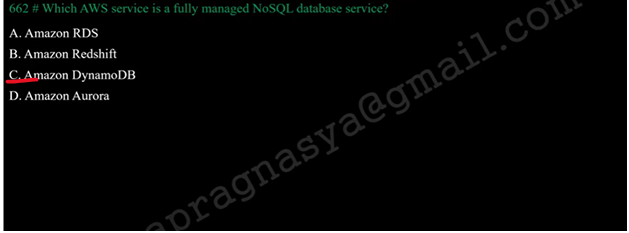 662 # Which AWS service is a fully managed NoSQL database service?
A. Amazon RDS
B. Amazon Redshift
C. Amazon DynamoDB
D. Amazon Aurora
apragnasya@gmail.com